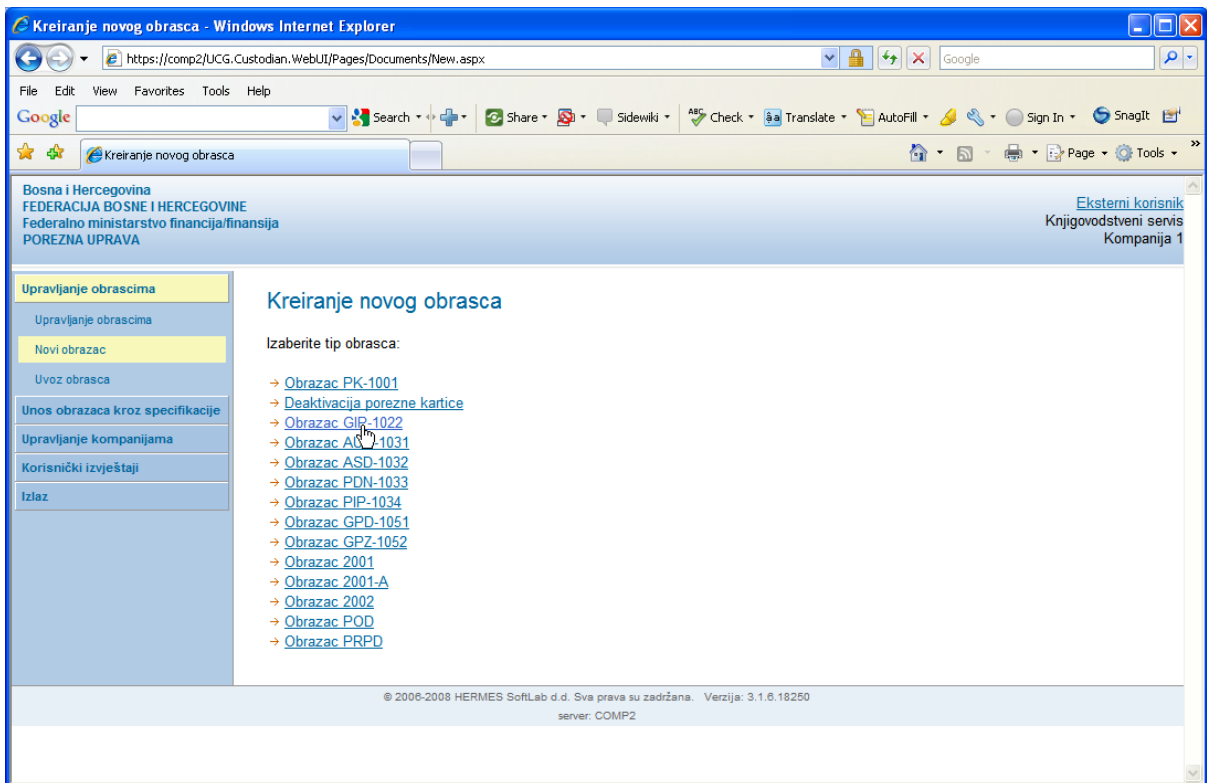 Kreiranje novog obrasca - Windows Internet Explorer
https://comp2/UCG.Custodian.WebUI/Pages/Documents/New.aspx
Google
File Edit View Favorites Tools Help
Google Search Share Sidewiki Check Translate AutoFill Sign In SnagIt
Kreiranje novog obrasca Page Tools
Bosna i Hercegovina
FEDERACIJA BOSNE I HERCEGOVINE
Federalno ministarstvo financija/finansija
POREZNA UPRAVA
Eksterni korisnik
Knjigovodstveni servis
Kompanija 1
Upravljanje obrascima
Upravljanje obrascima
Novi obrazac
Uvoz obrasca
Unos obrazaca kroz specifikacije
Upravljanje kompanijama
Korisnički izvještaji
Izlaz
Kreiranje novog obrasca
Izaberite tip obrasca:
→ Obrazac PK-1001
→ Deaktivacija porezne kartice
→ Obrazac GIP-1022
→ Obrazac -1031
→ Obrazac ASD-1032
→ Obrazac PDN-1033
→ Obrazac PIP-1034
→ Obrazac GPD-1051
→ Obrazac GPZ-1052
→ Obrazac 2001
→ Obrazac 2001-A
→ Obrazac 2002
→ Obrazac POD
→ Obrazac PRPD
© 2006-2008 HERMES SoftLab d.d. Sva prava su zadržana. Verzija: 3.1.6.18250
server: COMP2